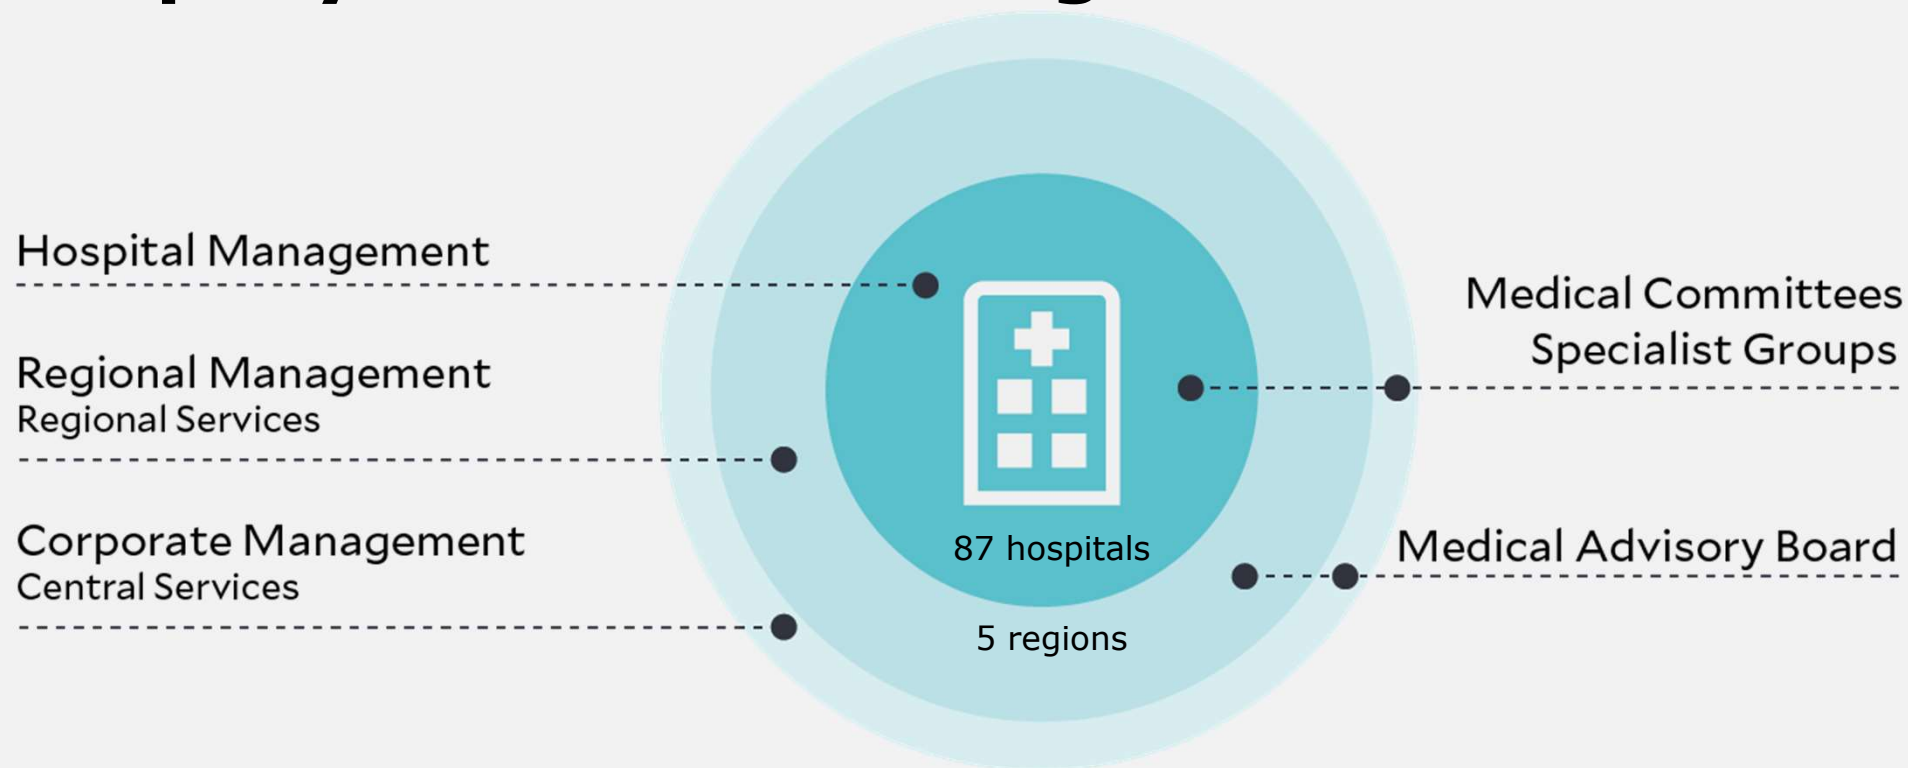 Hospital Management
Regional Management
Regional Services
Corporate Management
Central Services
Medical Committees
Specialist Groups
Medical Advisory Board
87 hospitals
5 regions